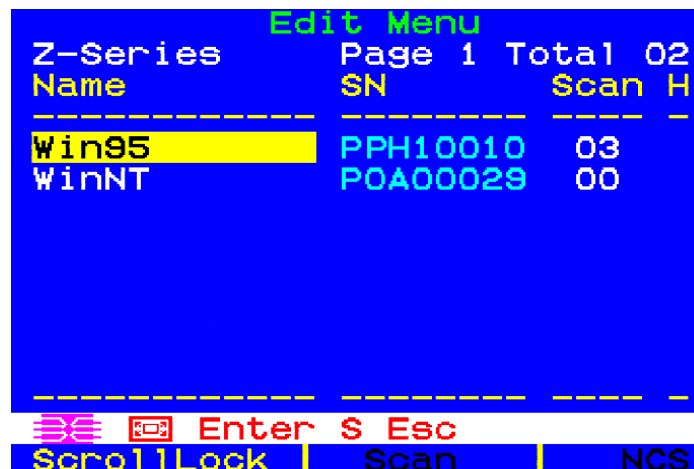 Edit Menu
Z-Series Page 1 Total 02
Name SN Scan H
------------ -------- ---- -
Win95 PPH10010 03
WinNT POA00029 00
------------ -------- ---- -
Enter S Esc
ScrollLock | Scan | NCS